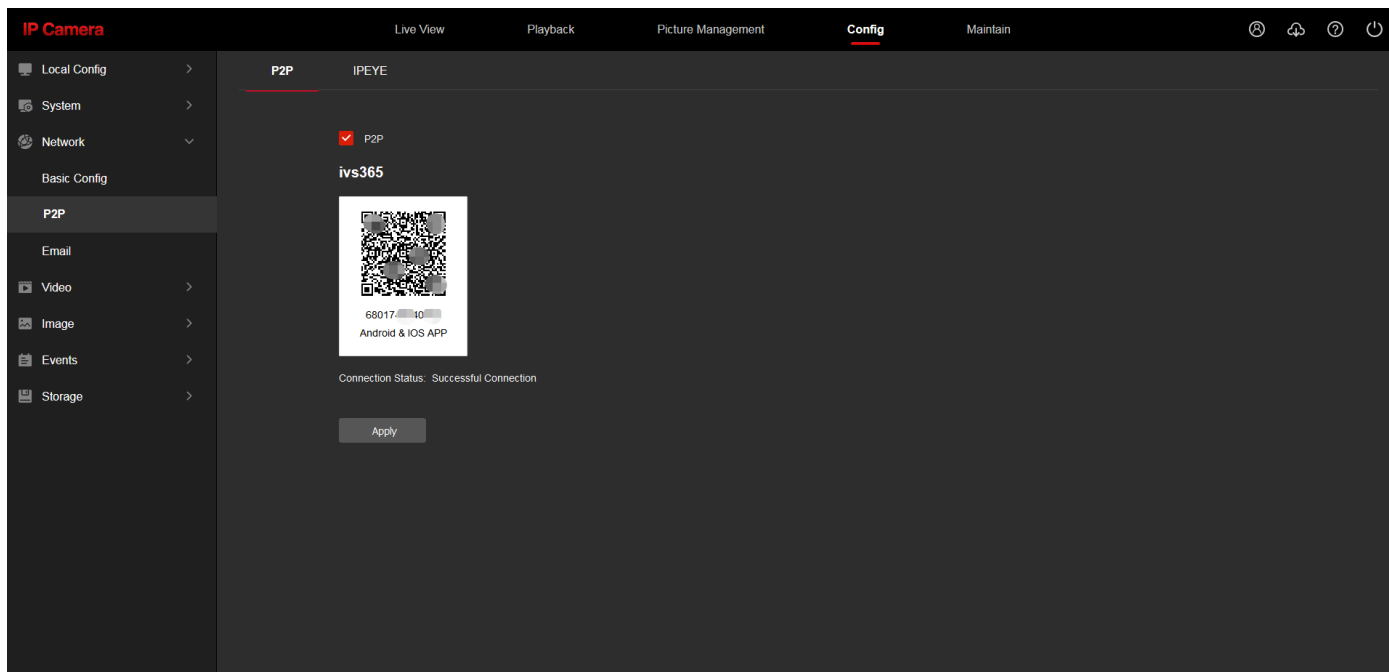 IP Camera
Live View
Playback
Picture Management
Config
Maintain
Local Config
System
Network
Basic Config
P2P
Email
Video
Image
Events
Storage
P2P
IPEYE
P2P
ivs365
Android & IOS APP
Connection Status: Successful Connection
Apply